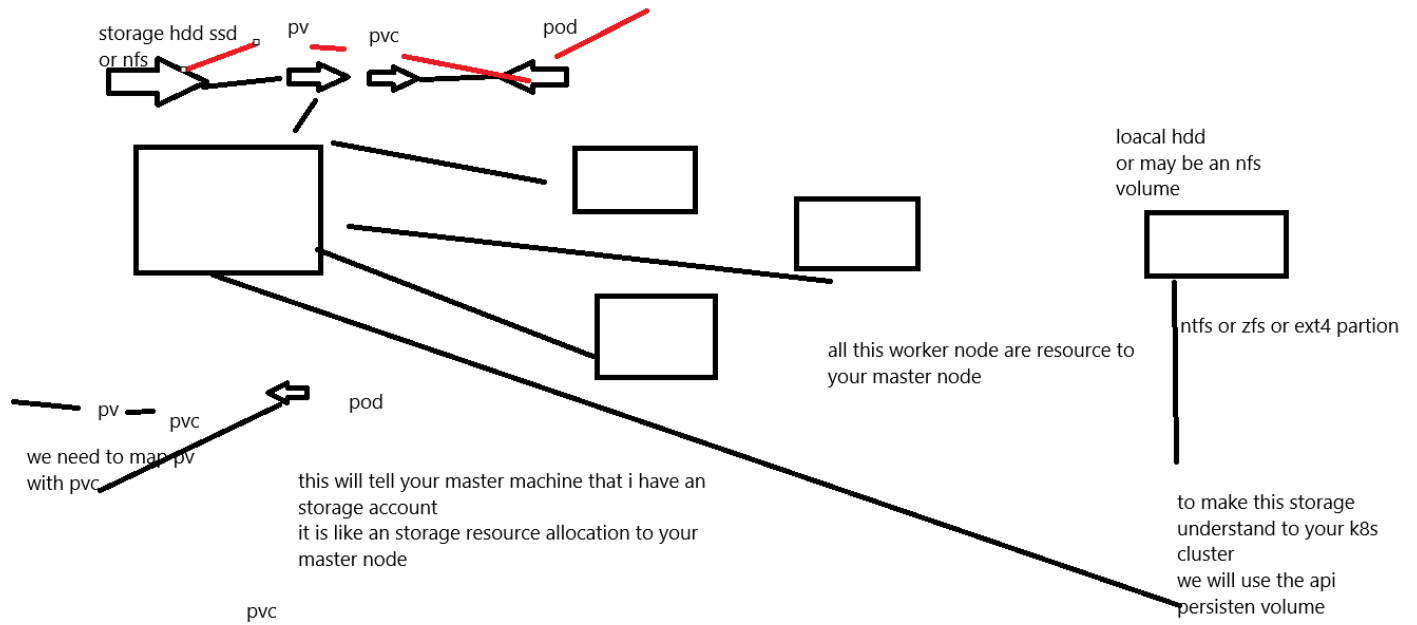 storage hdd ssd
or nfs
pv
pvc
pod
loacal hdd
or may be an nfs
volume
ntfs or zfs or ext4 partion
all this worker node are resource to
your master node
pv
pvc
pod
we need to map pv
with pvc
this will tell your master machine that i have an
storage account
it is like an storage resource allocation to your
master node
to make this storage
understand to your k8s
cluster
we will use the api
persisten volume
pvc